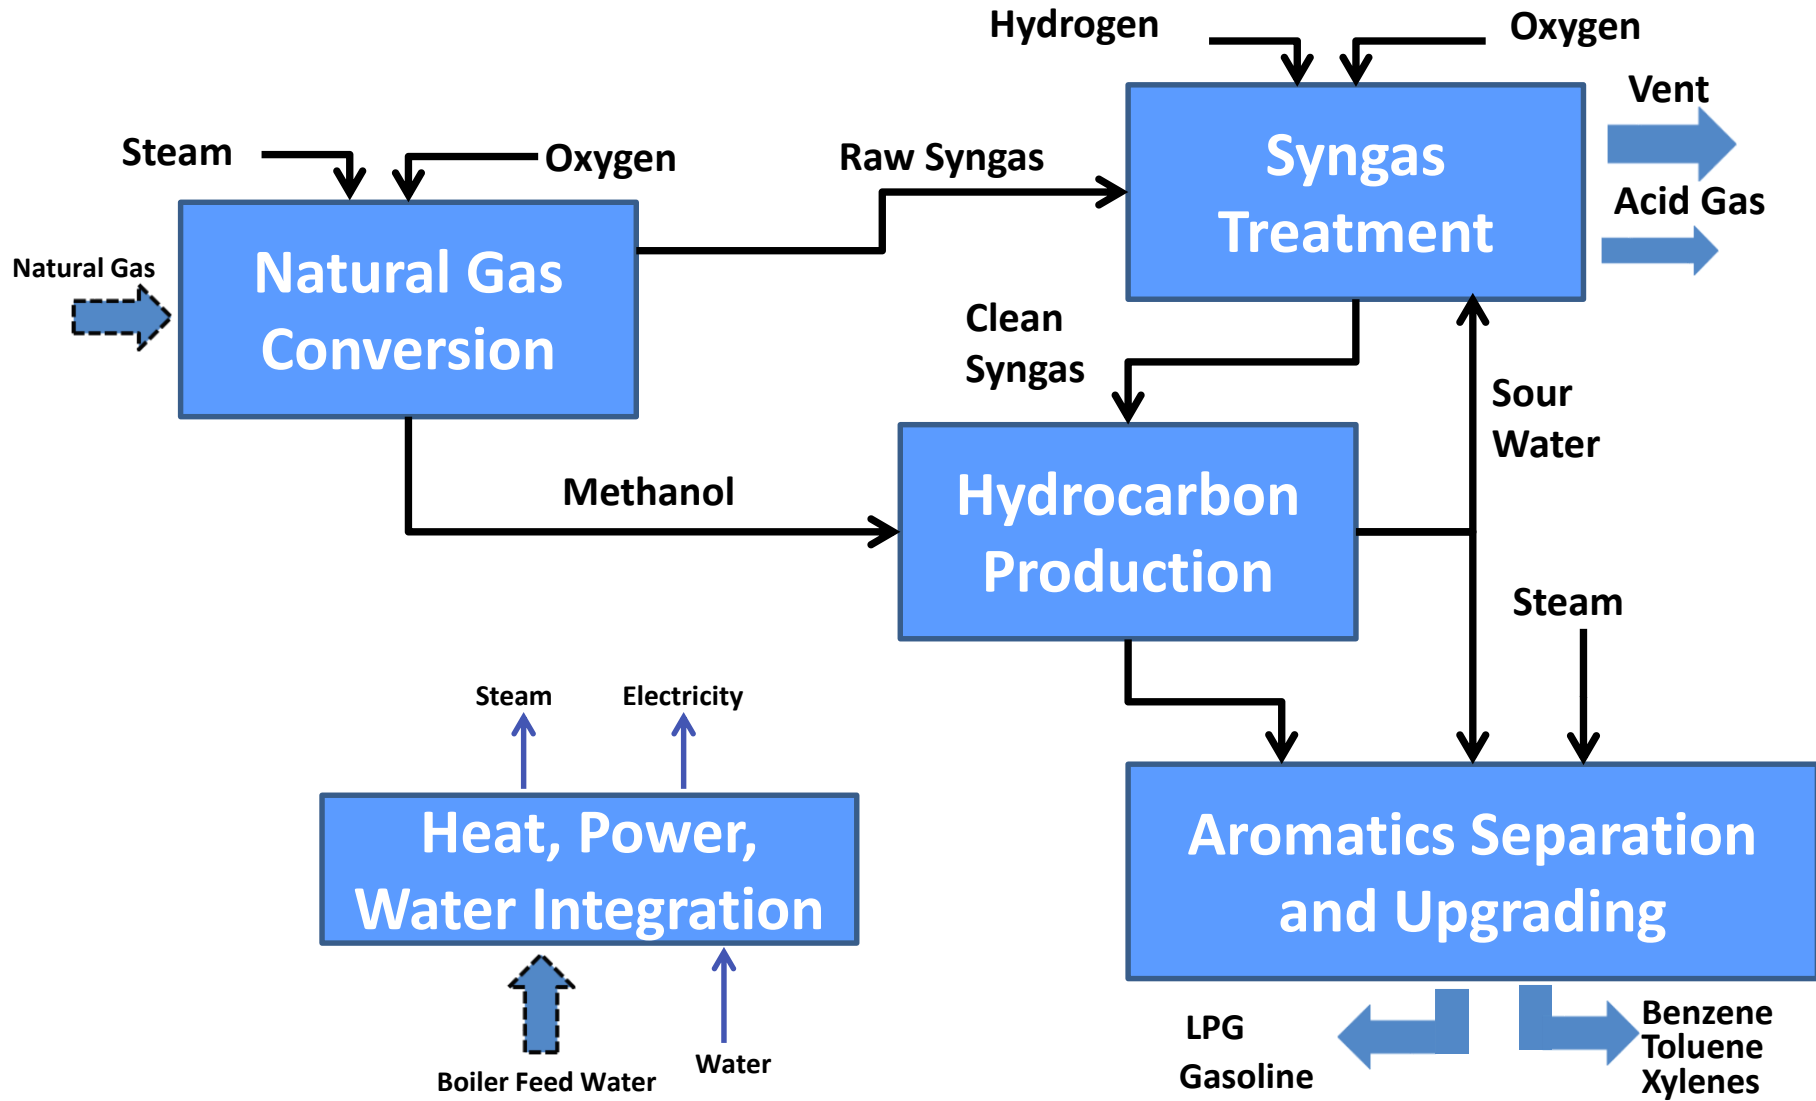 Hydrogen
Oxygen
Vent
Steam
Oxygen
Raw Syngas
Syngas
Treatment
Acid Gas
Natural Gas
Natural Gas
Conversion
Clean
Syngas
Sour
Water
Methanol
Hydrocarbon
Production
Steam
Steam
Electricity
Heat, Power,
Water Integration
Aromatics Separation
and Upgrading
Boiler Feed Water
Water
LPG
Gasoline
Benzene
Toluene
Xylenes